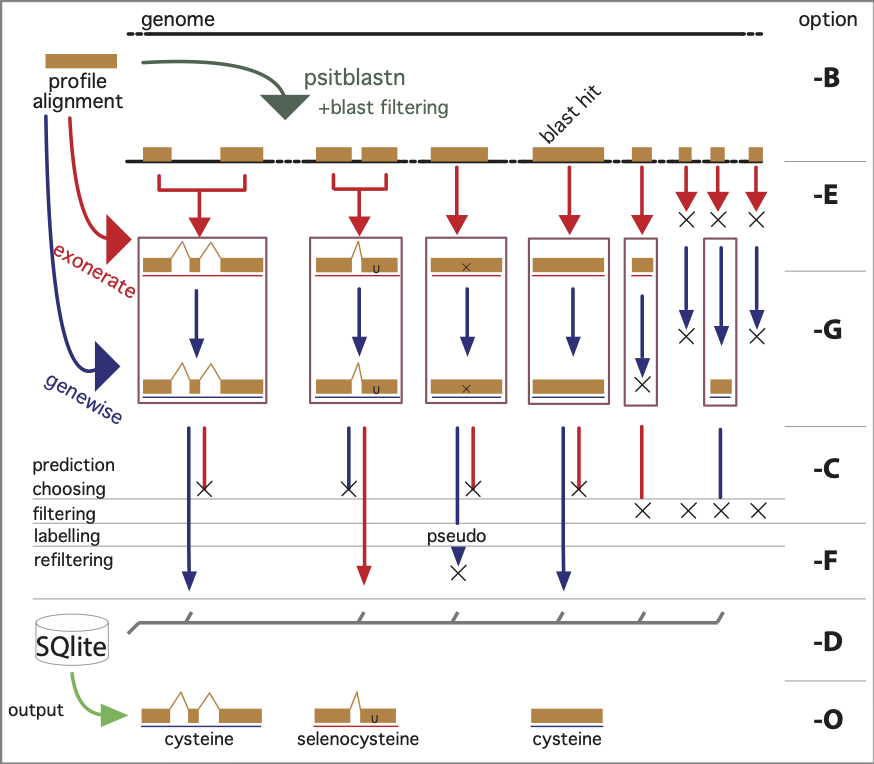 genome
option
psitblastn
-B
profile
alignment
+blast filtering
blast hit
-E
exonerate
U
-G
genewise
U
prediction
-C
choosing
filtering
labelling
pseudo
refiltering
-F
SQlite
-D
output
U
-O
cysteine
selenocysteine
cysteine